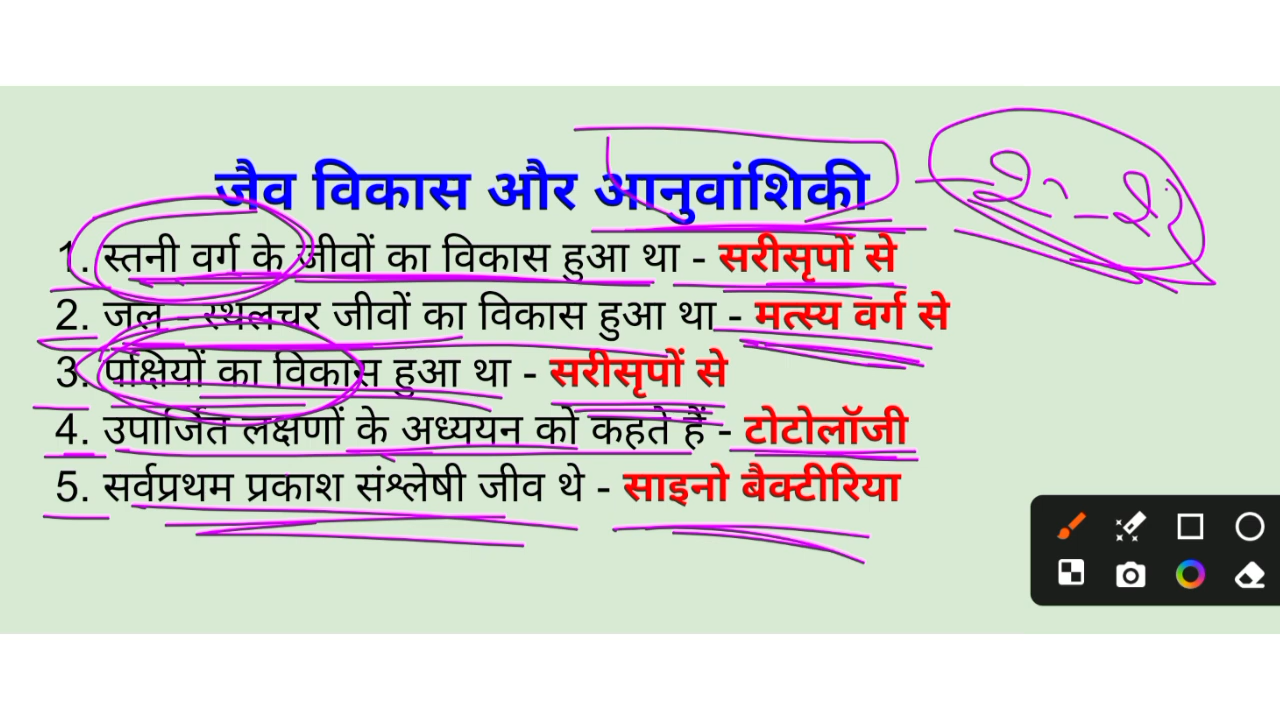 जैव विकास और आनुवांशिकी
1. स्तनी वर्ग के जीवों का विकास हुआ था - सरीसृपों से
2. जल - स्थलचर जीवों का विकास हुआ था - मत्स्य वर्ग से
3. पक्षियों का विकास हुआ था - सरीसृपों से
4. उपार्जित लक्षणों के अध्ययन को कहते हैं - टोटोलॉजी
5. सर्वप्रथम प्रकाश संश्लेषी जीव थे - साइनो बैक्टीरिया